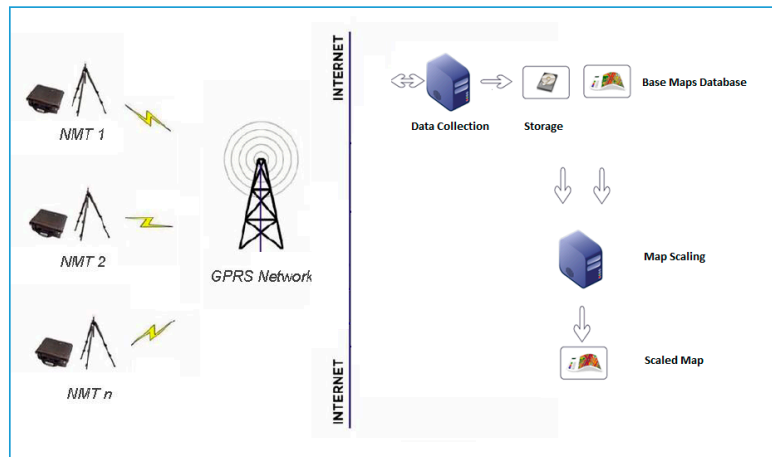 NMT 1
NMT 2
NMT n
GPRS Network
INTERNET
INTERNET
Data Collection
Storage
Base Maps Database
Map Scaling
Scaled Map